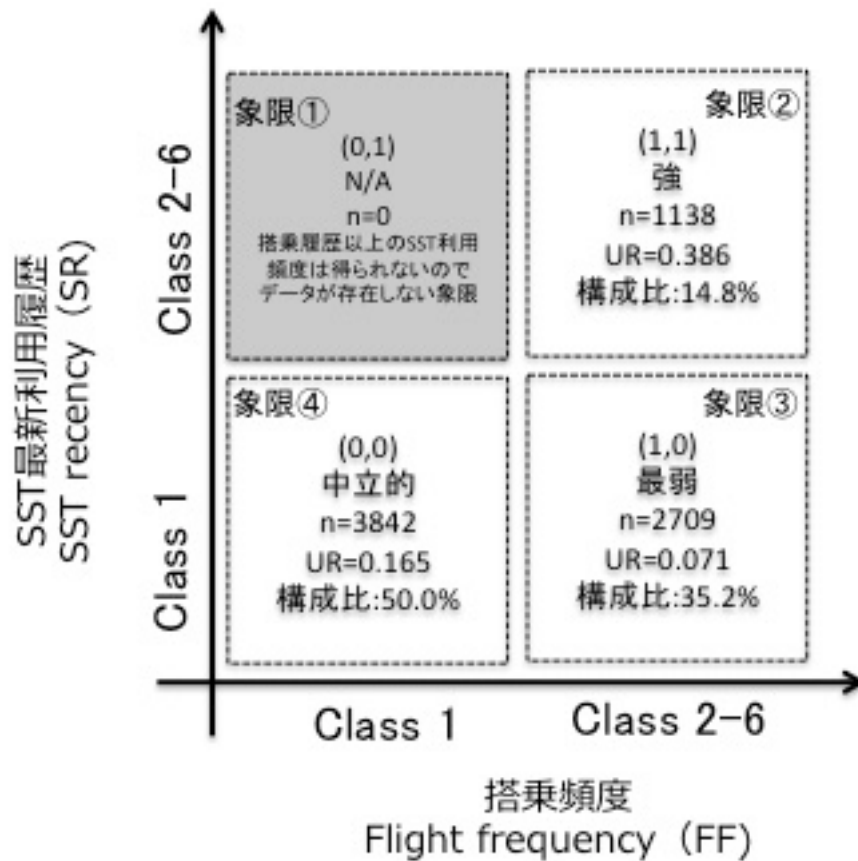 象限①
(0,1)
N/A
n=0
搭乗履歴以上のSST利用
頻度は得られないので
データが存在しない象限
象限②
(1,1)
強
n=1138
UR=0.386
構成比:14.8%
象限④
(0,0)
中立的
n=3842
UR=0.165
構成比:50.0%
象限③
(1,0)
最弱
n=2709
UR=0.071
構成比:35.2%
SST最新利用履歴
SST recency (SR)
Class 2-6
Class 1
Class 1
Class 2-6
搭乗頻度
Flight frequency (FF)